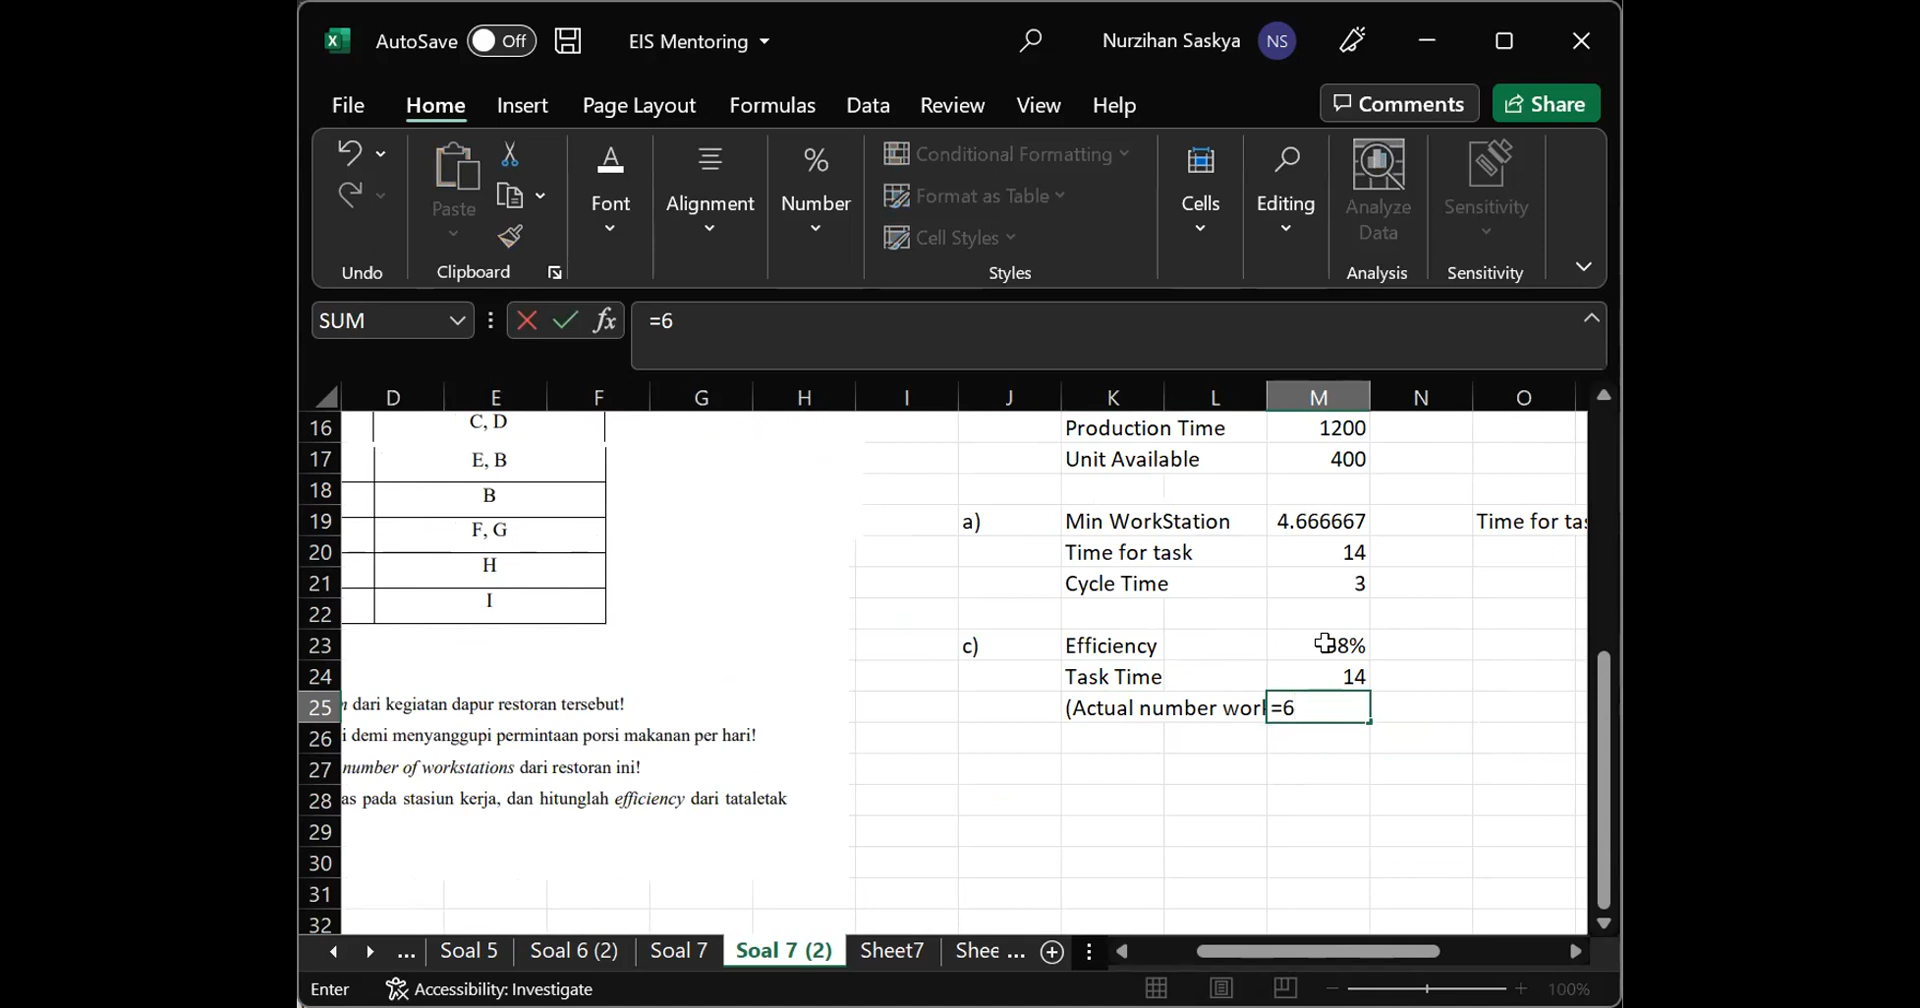 AutoSave Off EIS Mentoring Nurzihan Saskya NS
File Home Insert Page Layout Formulas Data Review View Help Comments Share
Paste Font Alignment % Number Conditional Formatting Format as Table Cell Styles Cells Editing Analyze Data Sensitivity
Undo Clipboard Styles Analysis Sensitivity
SUM fx =6
D E F G H I J K L M N O
16 C, D Production Time 1200
17 E, B Unit Available 400
18 B
19 F, G a) Min WorkStation 4.666667 Time for
20 Time for task 14
21 H Cycle Time 3
22 I
23 c) Efficiency 8%
24 Task Time 14
25 dari kegiatan dapur restoran tersebut! (Actual number =6
26 i demi menyanggupi permintaan porsi makanan per hari!
27 number of workstations dari restoran ini!
28 as pada stasiun kerja, dan hitunglah efficiency dari tataletak
29
30
31
32
... Soal 5 Soal 6 (2) Soal 7 Soal 7 (2) Sheet7 Shee ...
Enter Accessibility: Investigate 100%